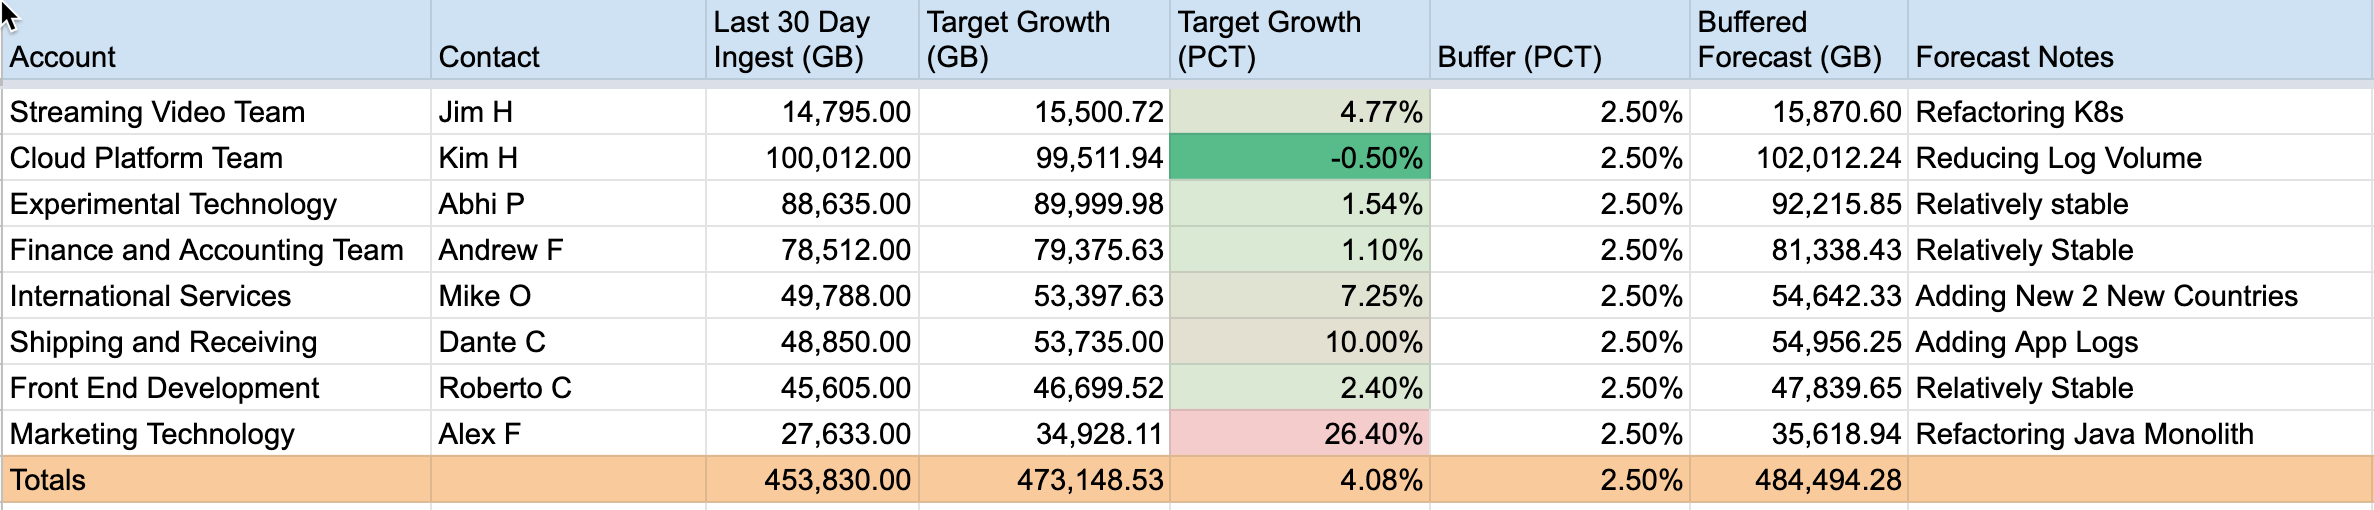 Account Contact Last 30 Day Ingest (GB) Target Growth (GB) Target Growth (PCT) Buffer (PCT) Buffered Forecast (GB) Forecast Notes
Streaming Video Team Jim H 14,795.00 15,500.72 4.77% 2.50% 15,870.60 Refactoring K8s
Cloud Platform Team Kim H 100,012.00 99,511.94 -0.50% 2.50% 102,012.24 Reducing Log Volume
Experimental Technology Abhi P 88,635.00 89,999.98 1.54% 2.50% 92,215.85 Relatively stable
Finance and Accounting Team Andrew F 78,512.00 79,375.63 1.10% 2.50% 81,338.43 Relatively Stable
International Services Mike O 49,788.00 53,397.63 7.25% 2.50% 54,642.33 Adding New 2 New Countries
Shipping and Receiving Dante C 48,850.00 53,735.00 10.00% 2.50% 54,956.25 Adding App Logs
Front End Development Roberto C 45,605.00 46,699.52 2.40% 2.50% 47,839.65 Relatively Stable
Marketing Technology Alex F 27,633.00 34,928.11 26.40% 2.50% 35,618.94 Refactoring Java Monolith
Totals 453,830.00 473,148.53 4.08% 2.50% 484,494.28